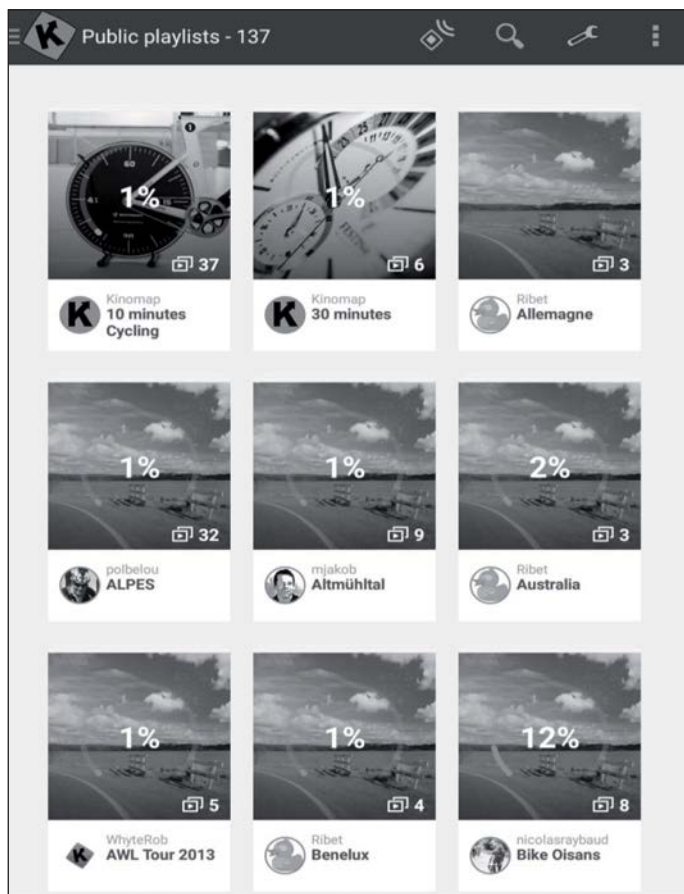 Public playlists - 137
1%
37
Kinomap
10 minutes
Cycling
1%
6
Kinomap
30 minutes
3
Ribet
Allemagne
1%
32
polbelou
ALPES
1%
9
mjakob
Altmühltal
2%
3
Ribet
Australia
1%
5
WhyteRob
AWL Tour 2013
1%
4
Ribet
Benelux
12%
8
nicolasraybaud
Bike Oisans